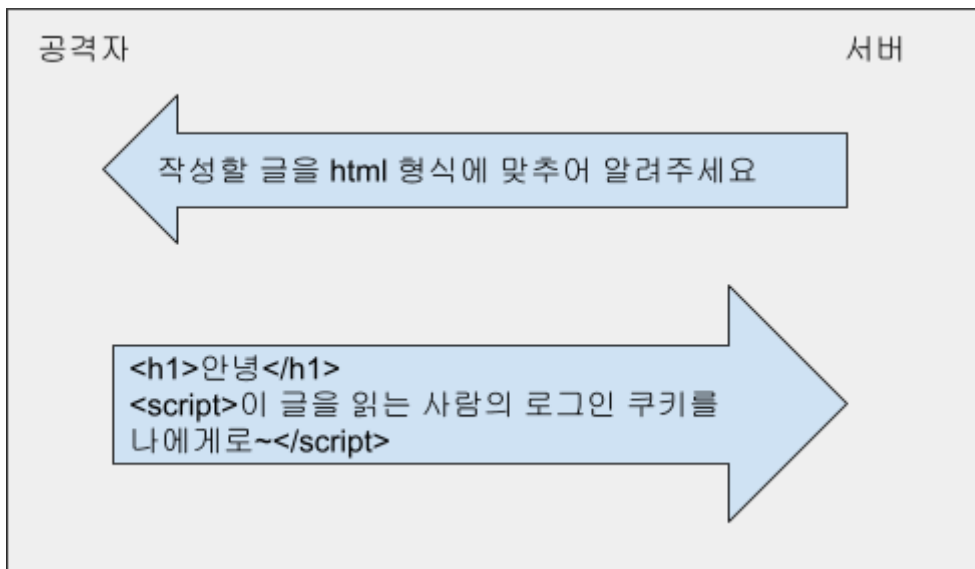 공격자
서버
작성할 글을 html 형식에 맞추어 알려주세요
<h1>안녕</h1>
<script>이 글을 읽는 사람의 로그인 쿠키를
나에게로~</script>